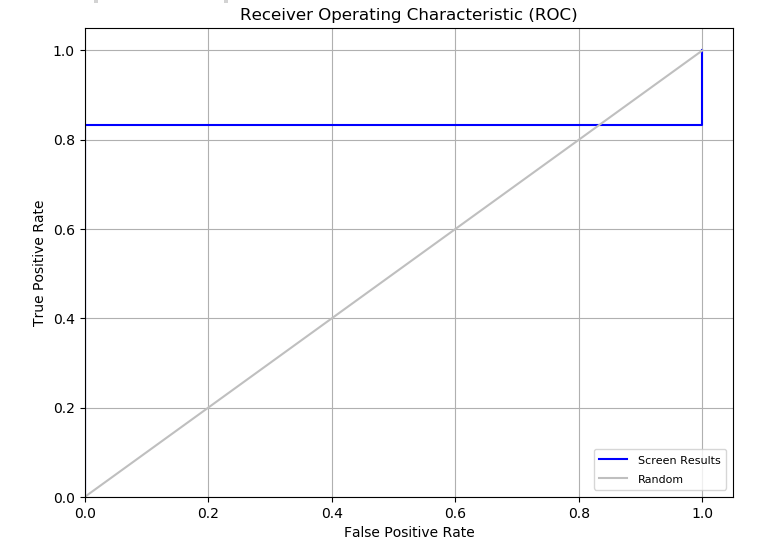 Receiver Operating Characteristic (ROC)
1.0
0.8
0.6
0.4
0.2
0.0
True Positive Rate
0.0 0.2 0.4 0.6 0.8 1.0
False Positive Rate
Screen Results
Random